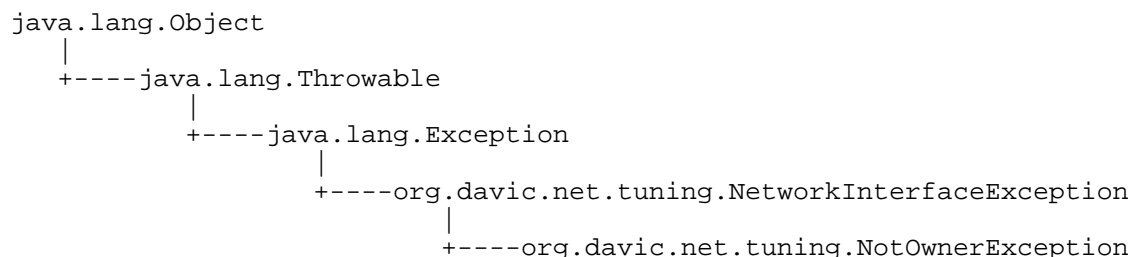 java.lang.Object
   |
   +----java.lang.Throwable
           |
           +----java.lang.Exception
                   |
                   +----org.davic.net.tuning.NetworkInterfaceException
                           |
                           +----org.davic.net.tuning.NotOwnerException